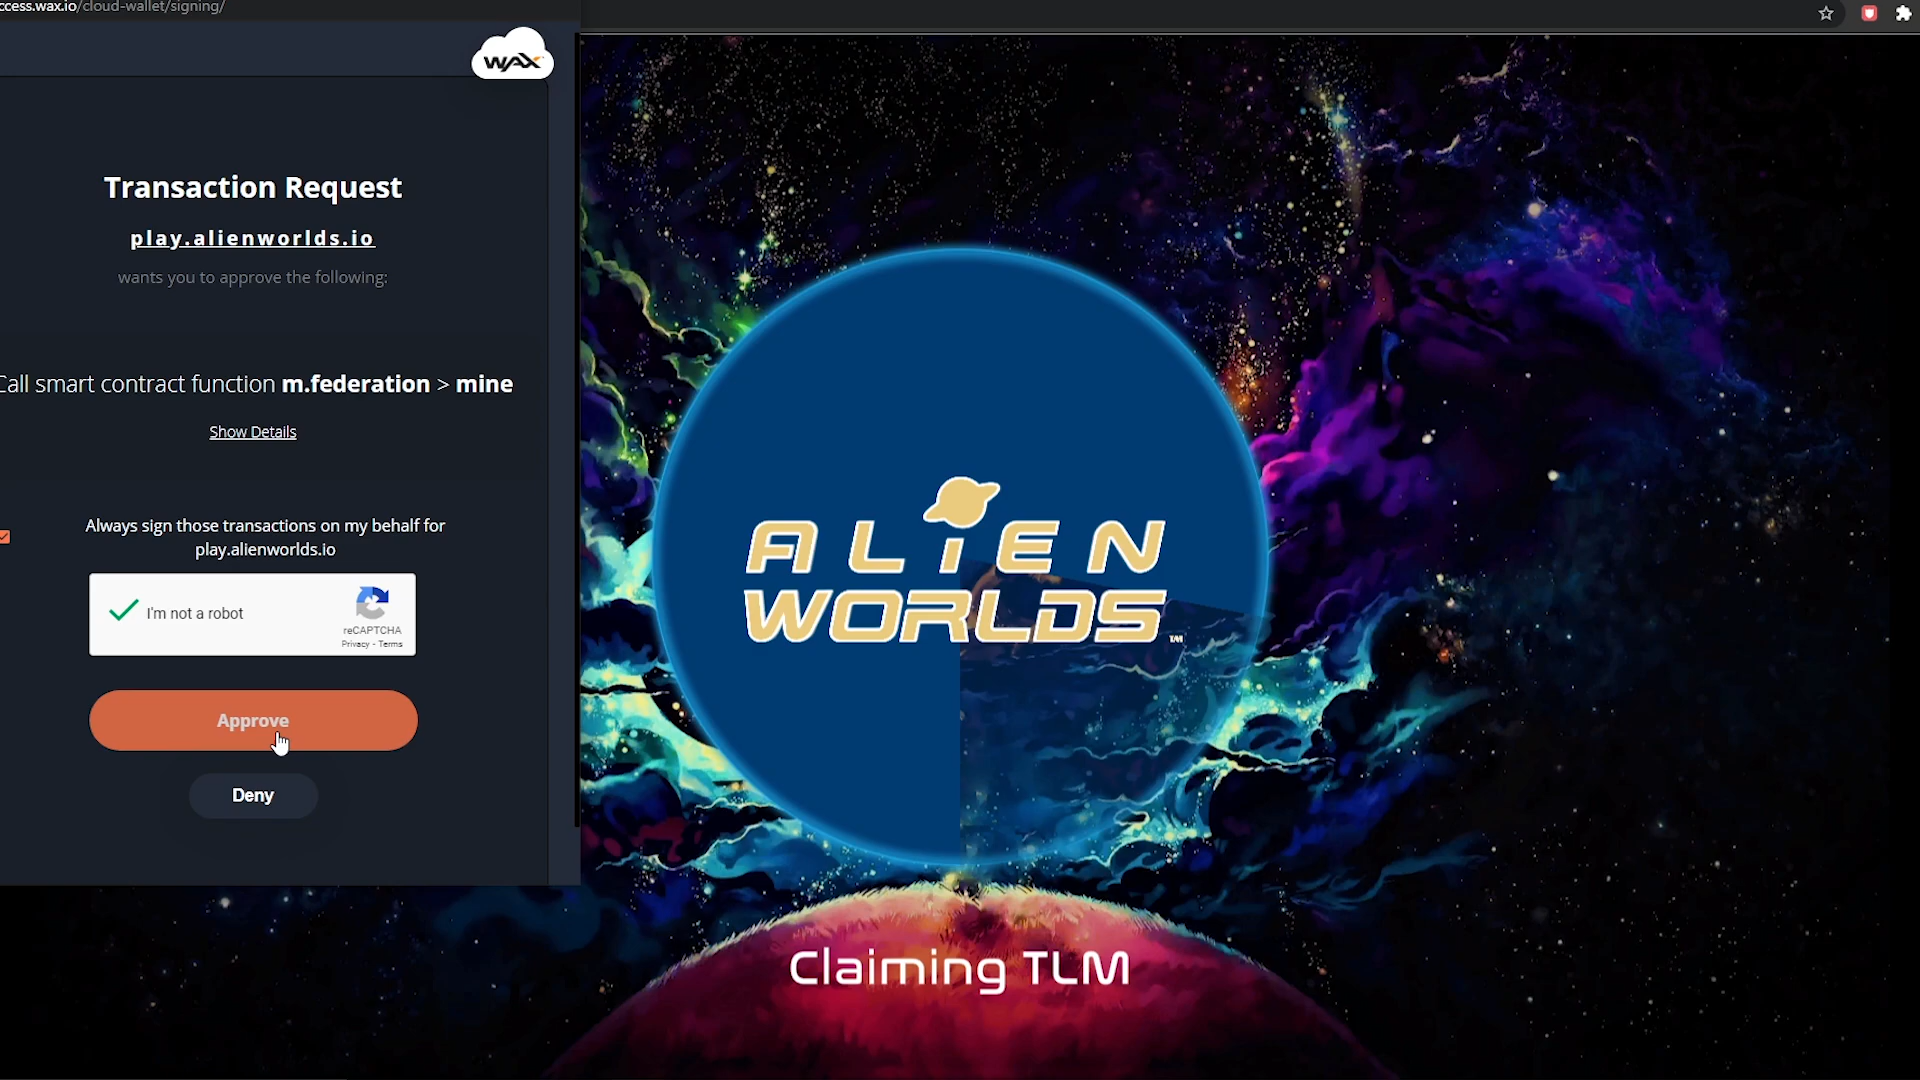 ccess.wax.io/cloud-wallet/signing/
WAX
Transaction Request
play.alienworlds.io
wants you to approve the following:
Call smart contract function m.federation > mine
Show Details
Always sign those transactions on my behalf for
play.alienworlds.io
I'm not a robot
reCAPTCHA
Privacy - Terms
Approve
Deny
ALIEN
WORLDS™
Claiming TLM